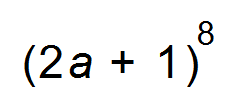 (2a + 1)⁸